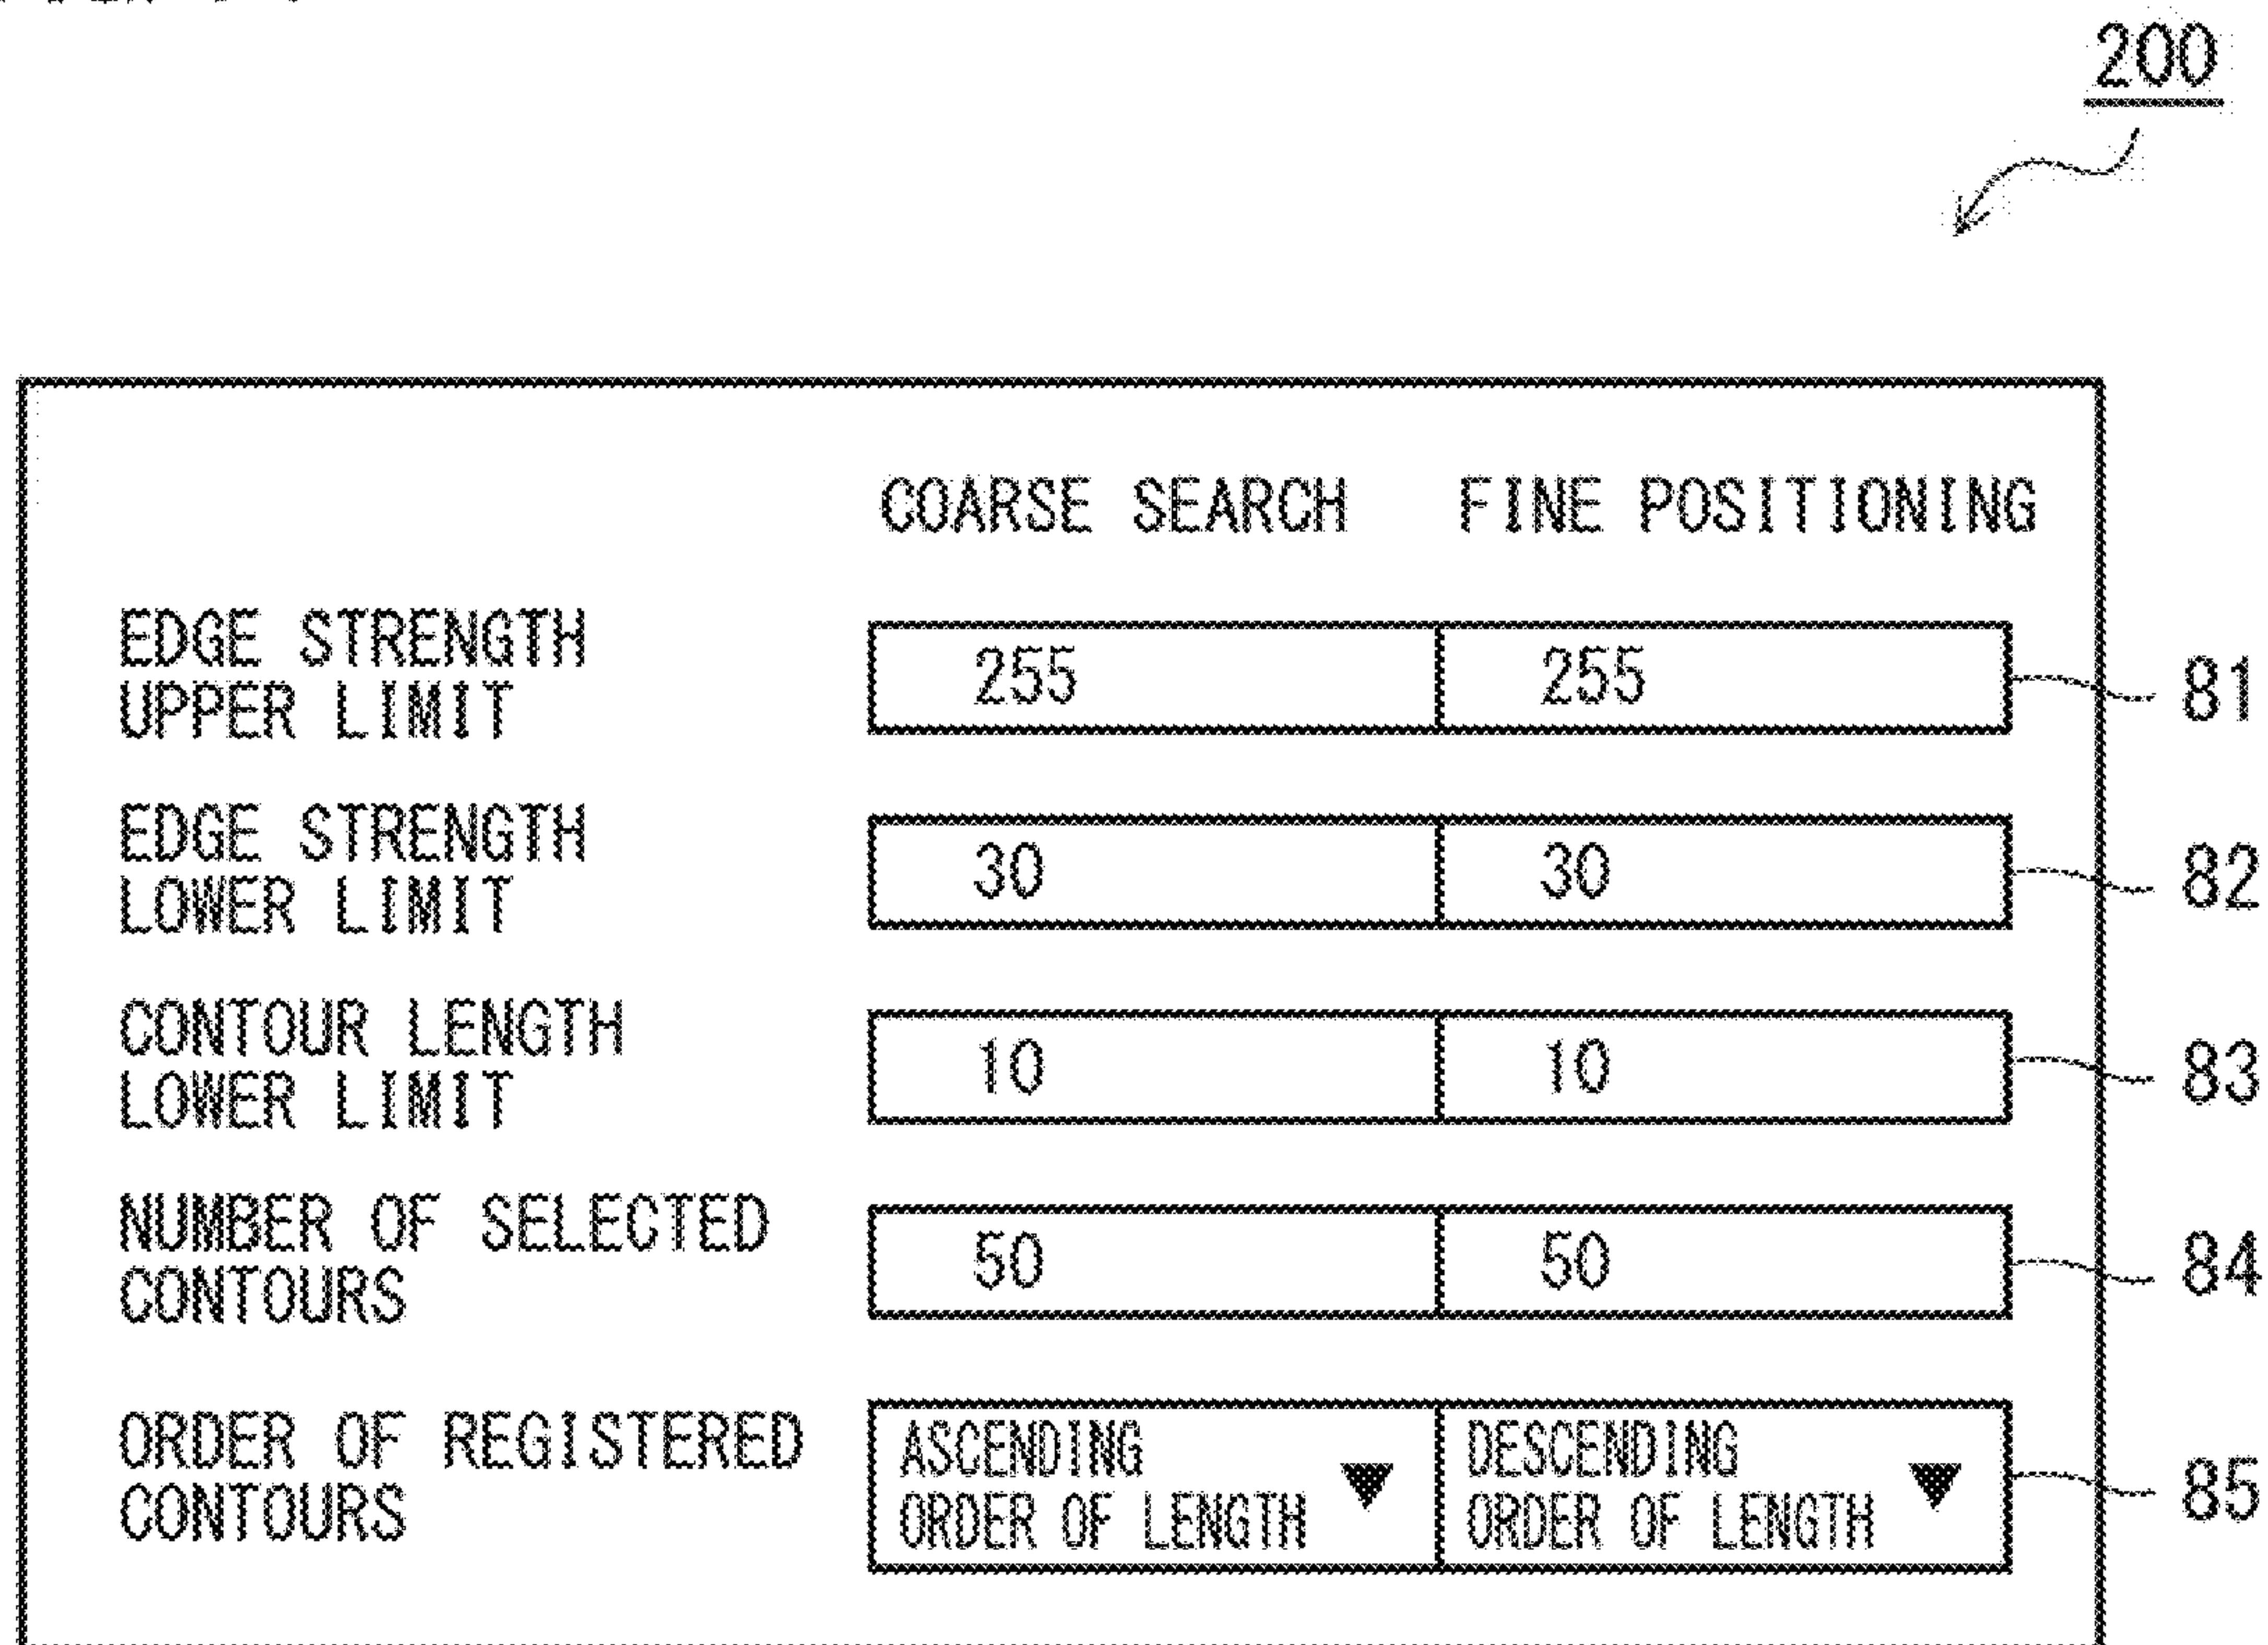 200
COARSE SEARCH FINE POSITIONING
EDGE STRENGTH
UPPER LIMIT
255 255 81
EDGE STRENGTH
LOWER LIMIT
30 30 82
CONTOUR LENGTH
LOWER LIMIT
10 10 83
NUMBER OF SELECTED
CONTOURS
50 50 84
ORDER OF REGISTERED
CONTOURS
ASCENDING
ORDER OF LENGTH
DESCENDING
ORDER OF LENGTH
85